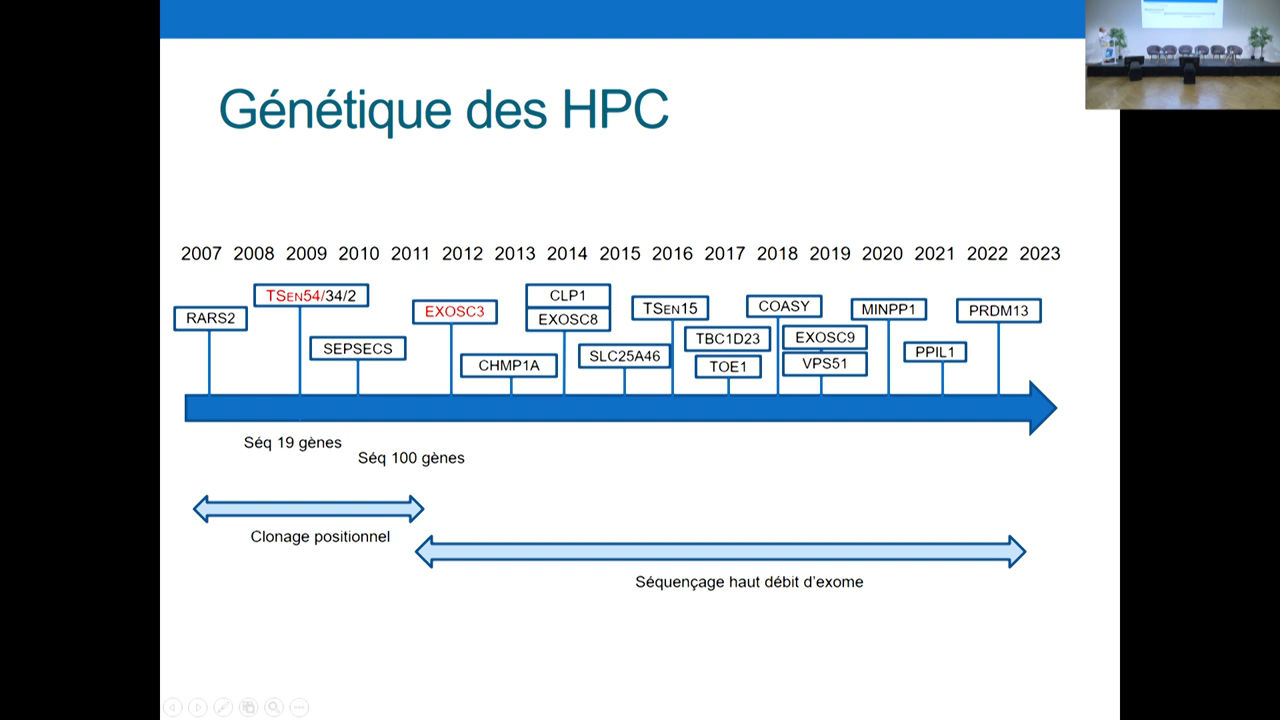 Génétique des HPC
2007 2008 2009 2010 2011 2012 2013 2014 2015 2016 2017 2018 2019 2020 2021 2022 2023
RARS2
TSEN54/34/2
SEPSECS
EXOSC3
CHMP1A
CLP1
EXOSC8
SLC25A46
TSEN15
TBC1D23
TOE1
COASY
EXOSC9
VPS51
MINPP1
PPIL1
PRDM13
Séq 19 gènes
Séq 100 gènes
Clonage positionnel
Séquençage haut débit d'exome